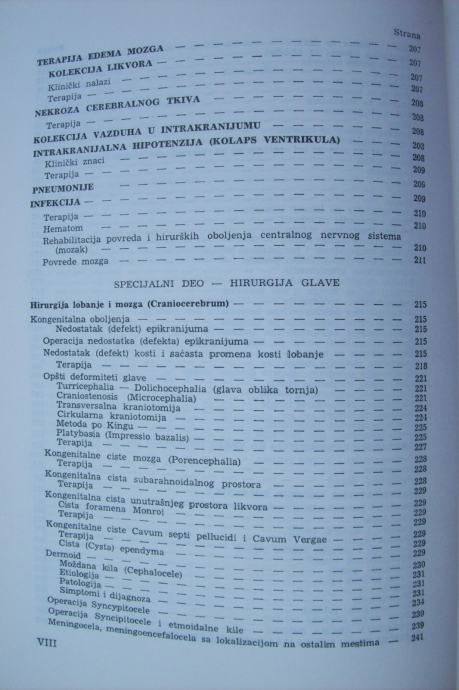 Strana
TERAPIJA EDEMA MOZGA — 207
KOLEKCIJA LIKVORA — 207
Klinički nalazi — 207
Terapija — 207
NEKROZA CEREBRALNOG TKIVA — 208
Terapija — 208
KOLEKCIJA VAZDUHA U INTRAKRANIJUMU — 208
INTRAKRANIJALNA HIPOTENZIJA (KOLAPS VENTRIKULA) — 208
Klinički znaci — 208
Terapija — 209
PNEUMONIJE — 209
INFEKCIJA — 209
Terapija — 210
Hematom — 210
Rehabilitacija povreda i hirurških oboljenja centralnog nervnog sistema
(mozak) — 210
Povrede mozga — 211
SPECIJALNI DEO — HIRURGIJA GLAVE
Hirurgija lobanje i mozga (Craniocerebrum) — 215
Kongenitalna oboljenja — 215
Nedostatak (defekt) epikranijuma — 215
Operacija nedostatka (defekta) epikranijuma — 215
Nedostatak (defekt) kosti i saćasta promena kosti lobanje — 215
Terapija — 218
Opšti deformiteti glave — 221
Turricephalia — Dolichocephalia (glava oblika tornja) — 221
Craniostenosis (Microcephalia) — 221
Transversalna kraniotomija — 224
Cirkularna kraniotomija — 224
Metoda po Kingu — 225
Platybasia (Impressio bazalis) — 225
Terapija — 227
Kongenitalne ciste mozga (Porencephalia) — 228
Terapija — 228
Kongenitalna cista subarahnoidalnog prostora — 228
Terapija — 229
Kongenitalna cista unutrašnjeg prostora likvora — 229
Cista foramena Monroi — 229
Terapija — 229
Kongenitalne ciste Cavum septi pellucidi i Cavum Vergae — 229
Terapija — 229
Cista (Cysta) ependyma — 229
Dermoid — 230
Moždana kila (Cephalocele) — 231
Etiologija — 231
Patologija — 231
Simptomi i dijagnoza — 234
Operacija Syncypitocele — 239
Operacija Syncipitocele i etmoidalne kile — 239
Meningocela, meningoencefalocela sa lokalizacijom na ostalim mestima — 241
VIII